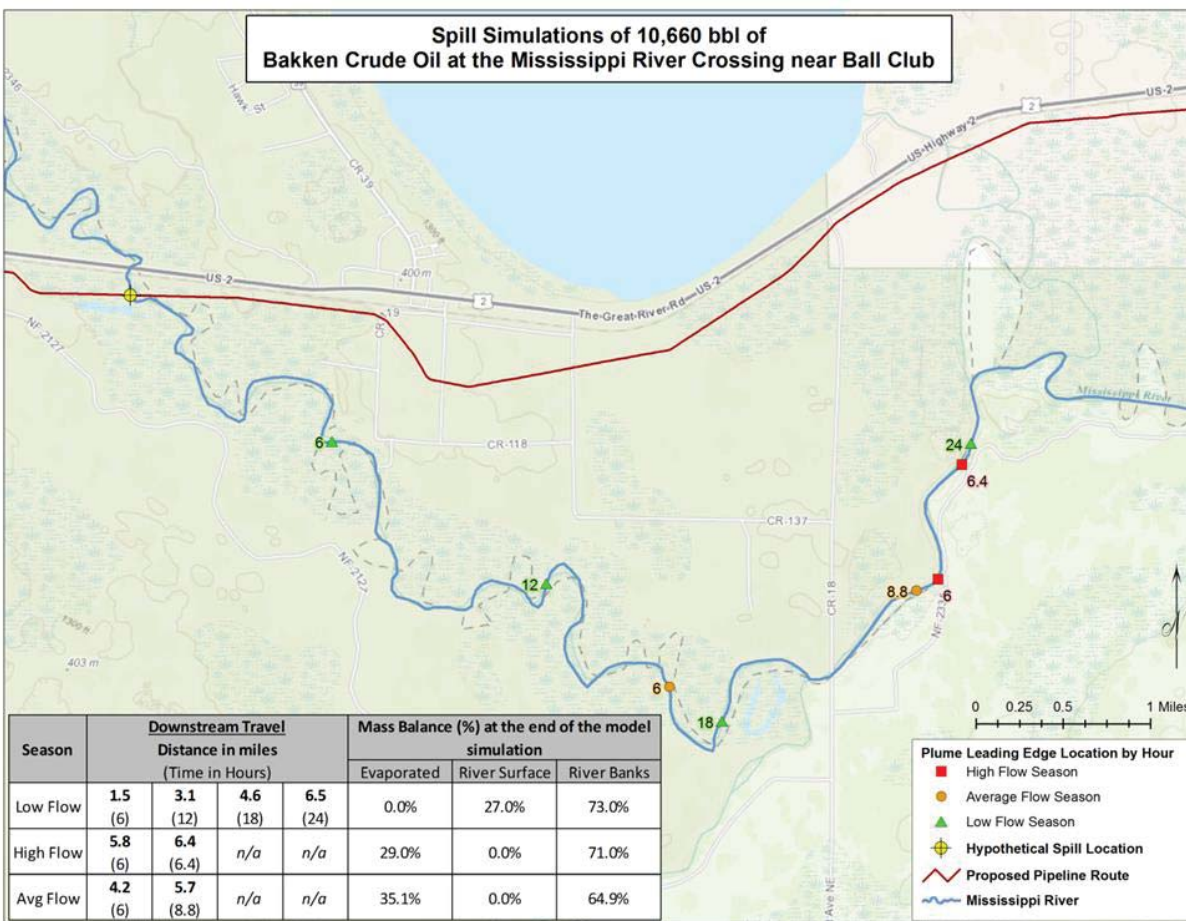 Spill Simulations of 10,660 bbl of
Bakken Crude Oil at the Mississippi River Crossing near Ball Club
2346
Hawk
CR-39
1300 ft
400 m
US-2
2
The Great River Rd
US-2
US-Highway-2
2
US-2
CR-19
NF-2127
6
CR-118
NF-2127
12
CR-137
CR-18
Mississippi River
24
6.4
8.8
6
6
18
1300 ft
403 m
Ave NE
N
0 0.25 0.5 1 Miles
Season
Downstream Travel
Distance in miles
(Time in Hours)
Mass Balance (%) at the end of the model
simulation
Evaporated River Surface River Banks
Low Flow 1.5 3.1 4.6 6.5 0.0% 27.0% 73.0%
(6) (12) (18) (24)
High Flow 5.8 6.4 n/a n/a 29.0% 0.0% 71.0%
(6) (6.4)
Avg Flow 4.2 5.7 n/a n/a 35.1% 0.0% 64.9%
(6) (8.8)
Plume Leading Edge Location by Hour
High Flow Season
Average Flow Season
Low Flow Season
Hypothetical Spill Location
Proposed Pipeline Route
Mississippi River